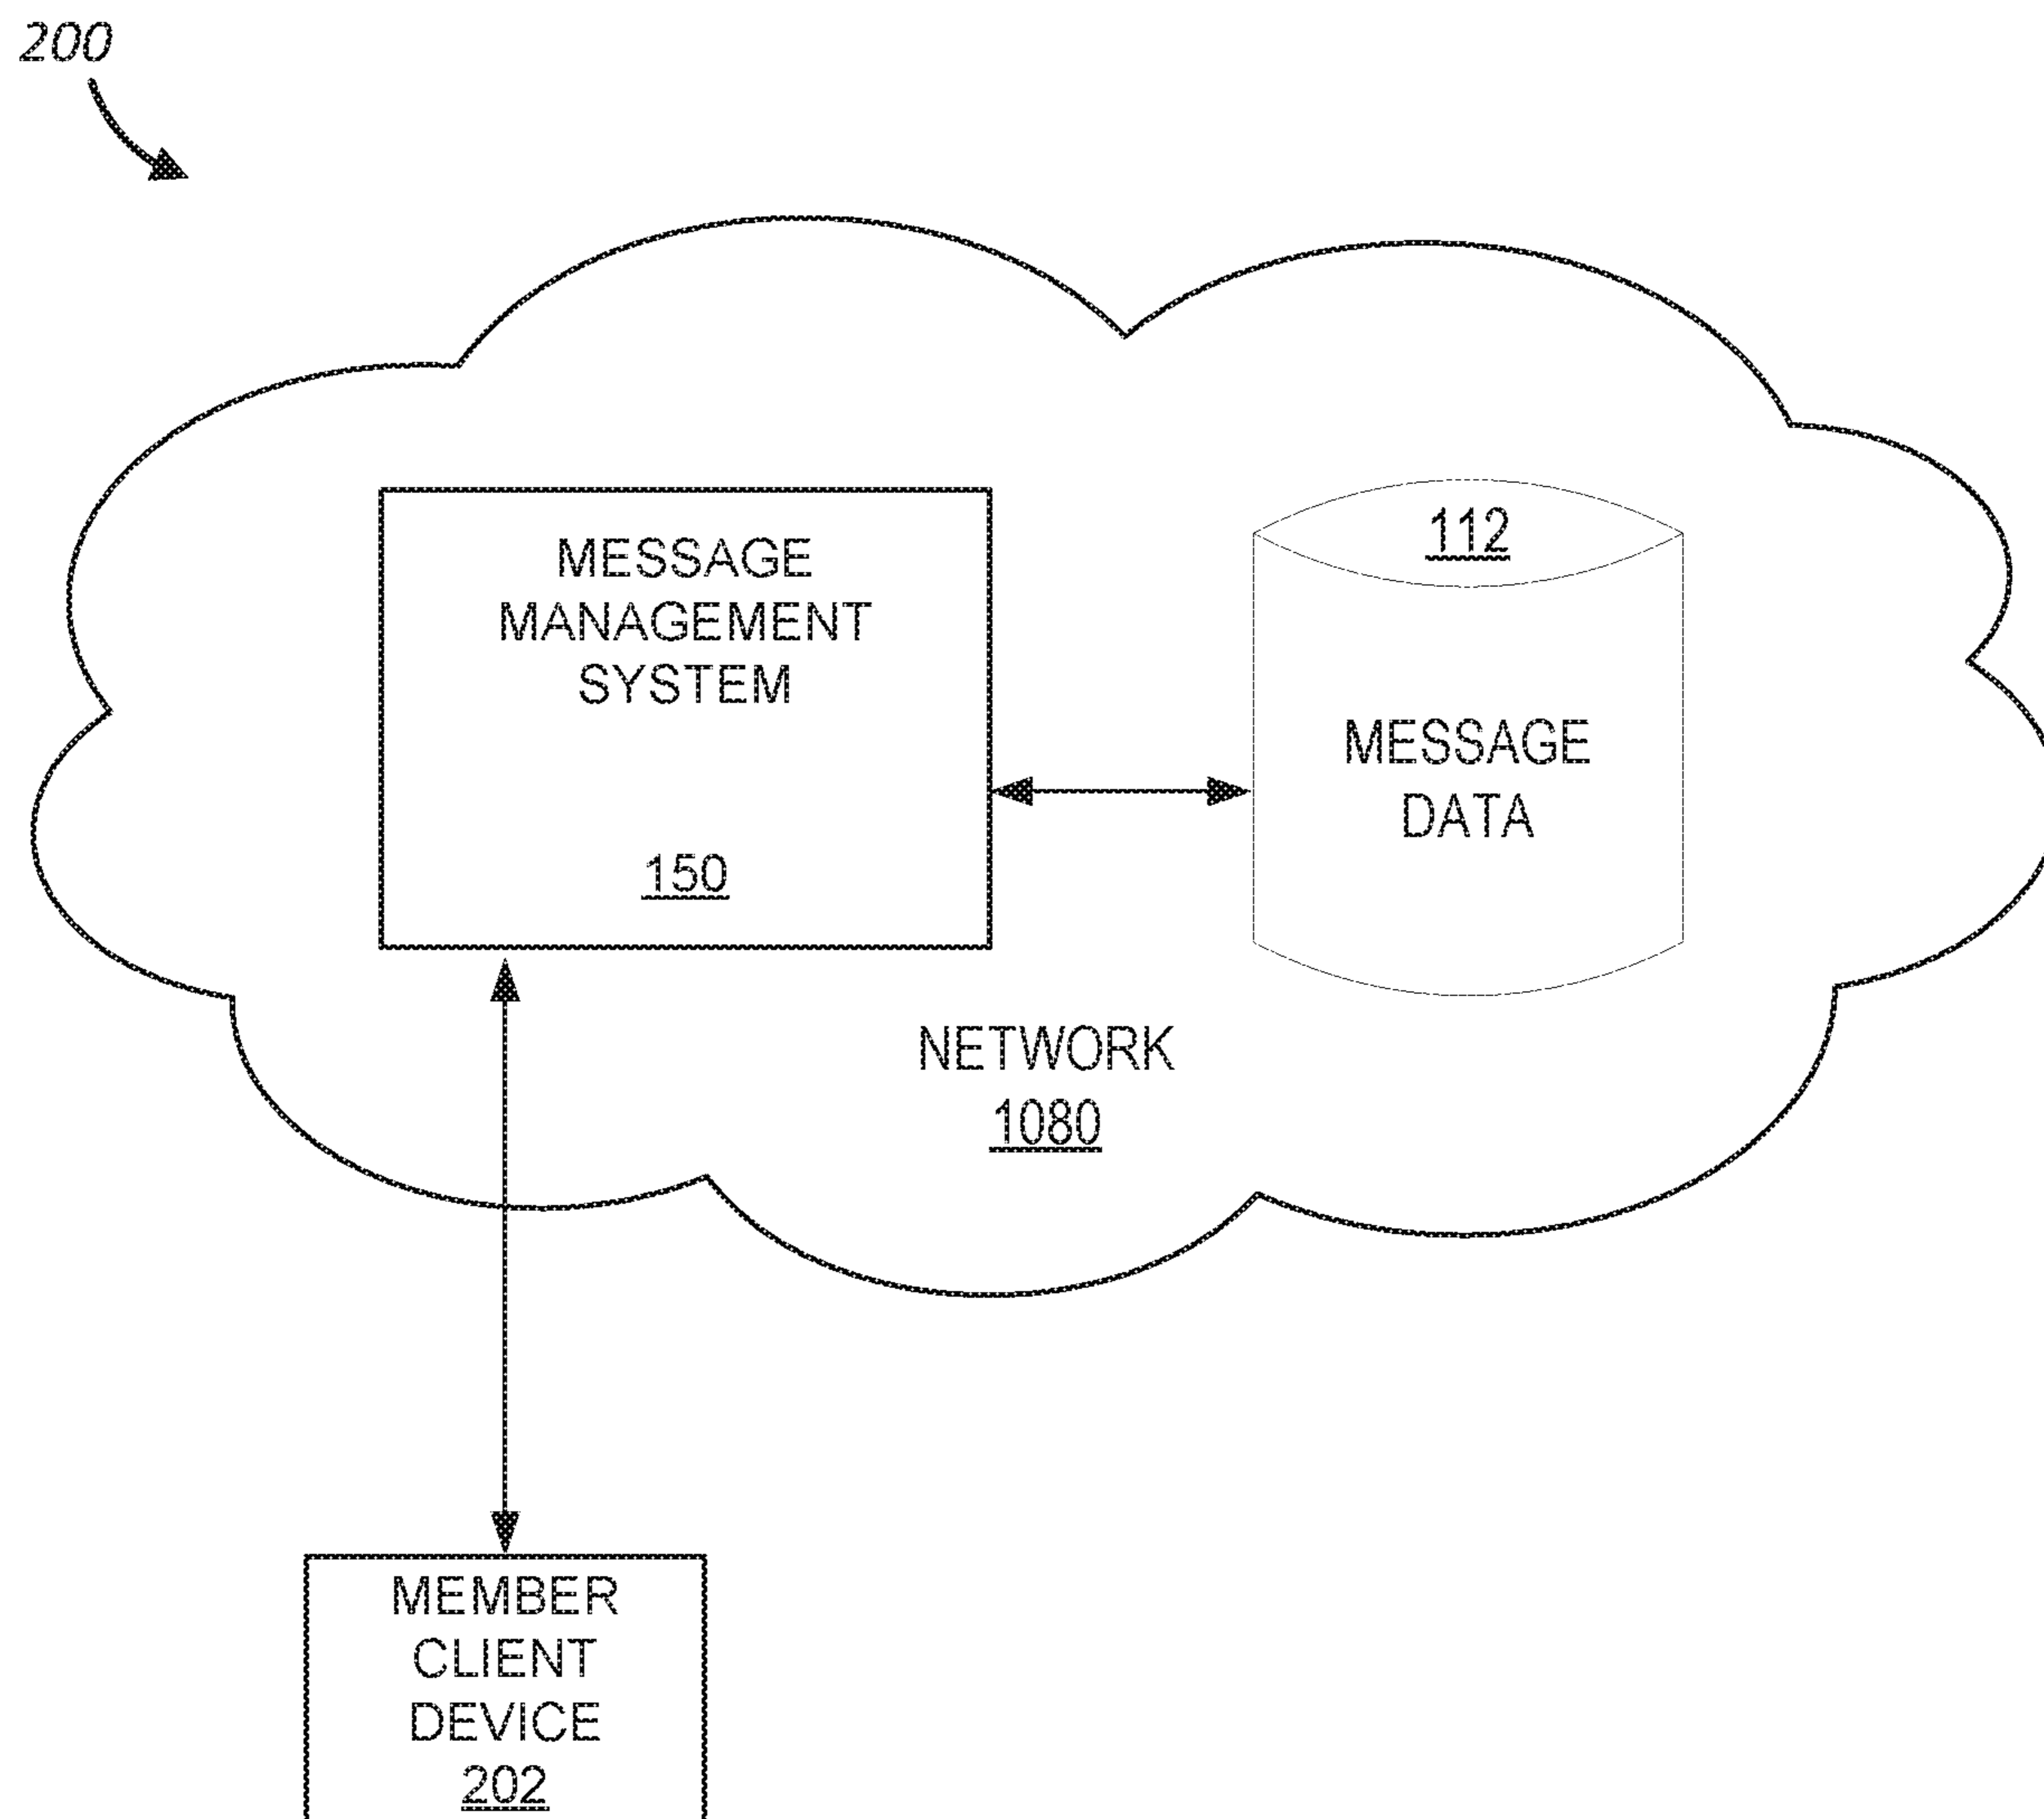 200
MESSAGE
MANAGEMENT
SYSTEM
150
112
MESSAGE
DATA
NETWORK
1080
MEMBER
CLIENT
DEVICE
202